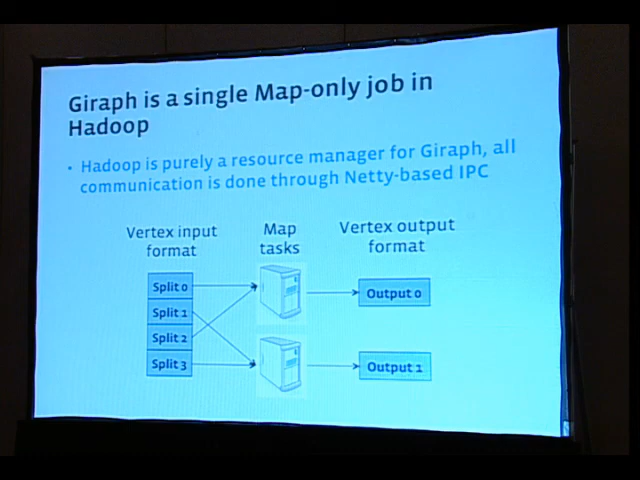 Giraph is a single Map-only job in
Hadoop
• Hadoop is purely a resource manager for Giraph, all
communication is done through Netty-based IPC
Vertex input
format
Map
tasks
Vertex output
format
Split 0
Split 1
Split 2
Split 3
Output 0
Output 1